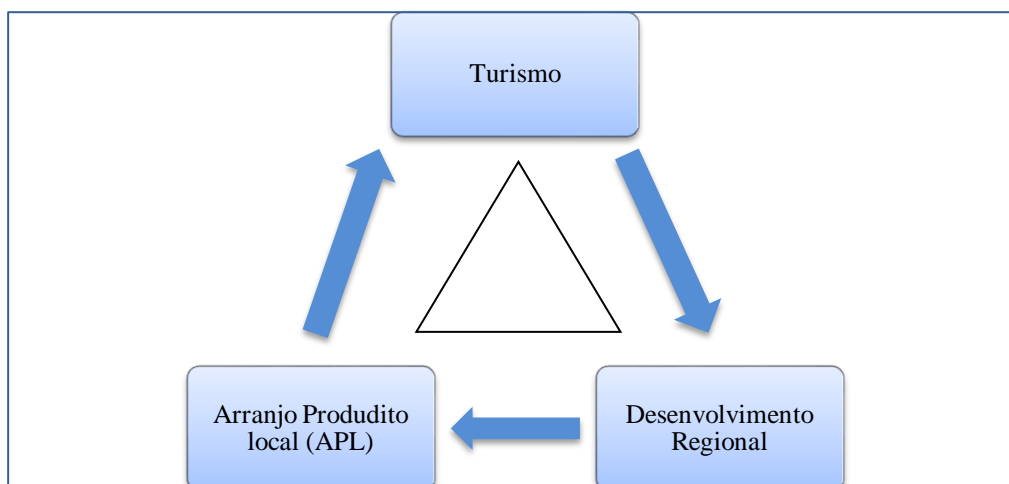 Turismo
Arranjo Produdito
local (APL)
Desenvolvimento
Regional